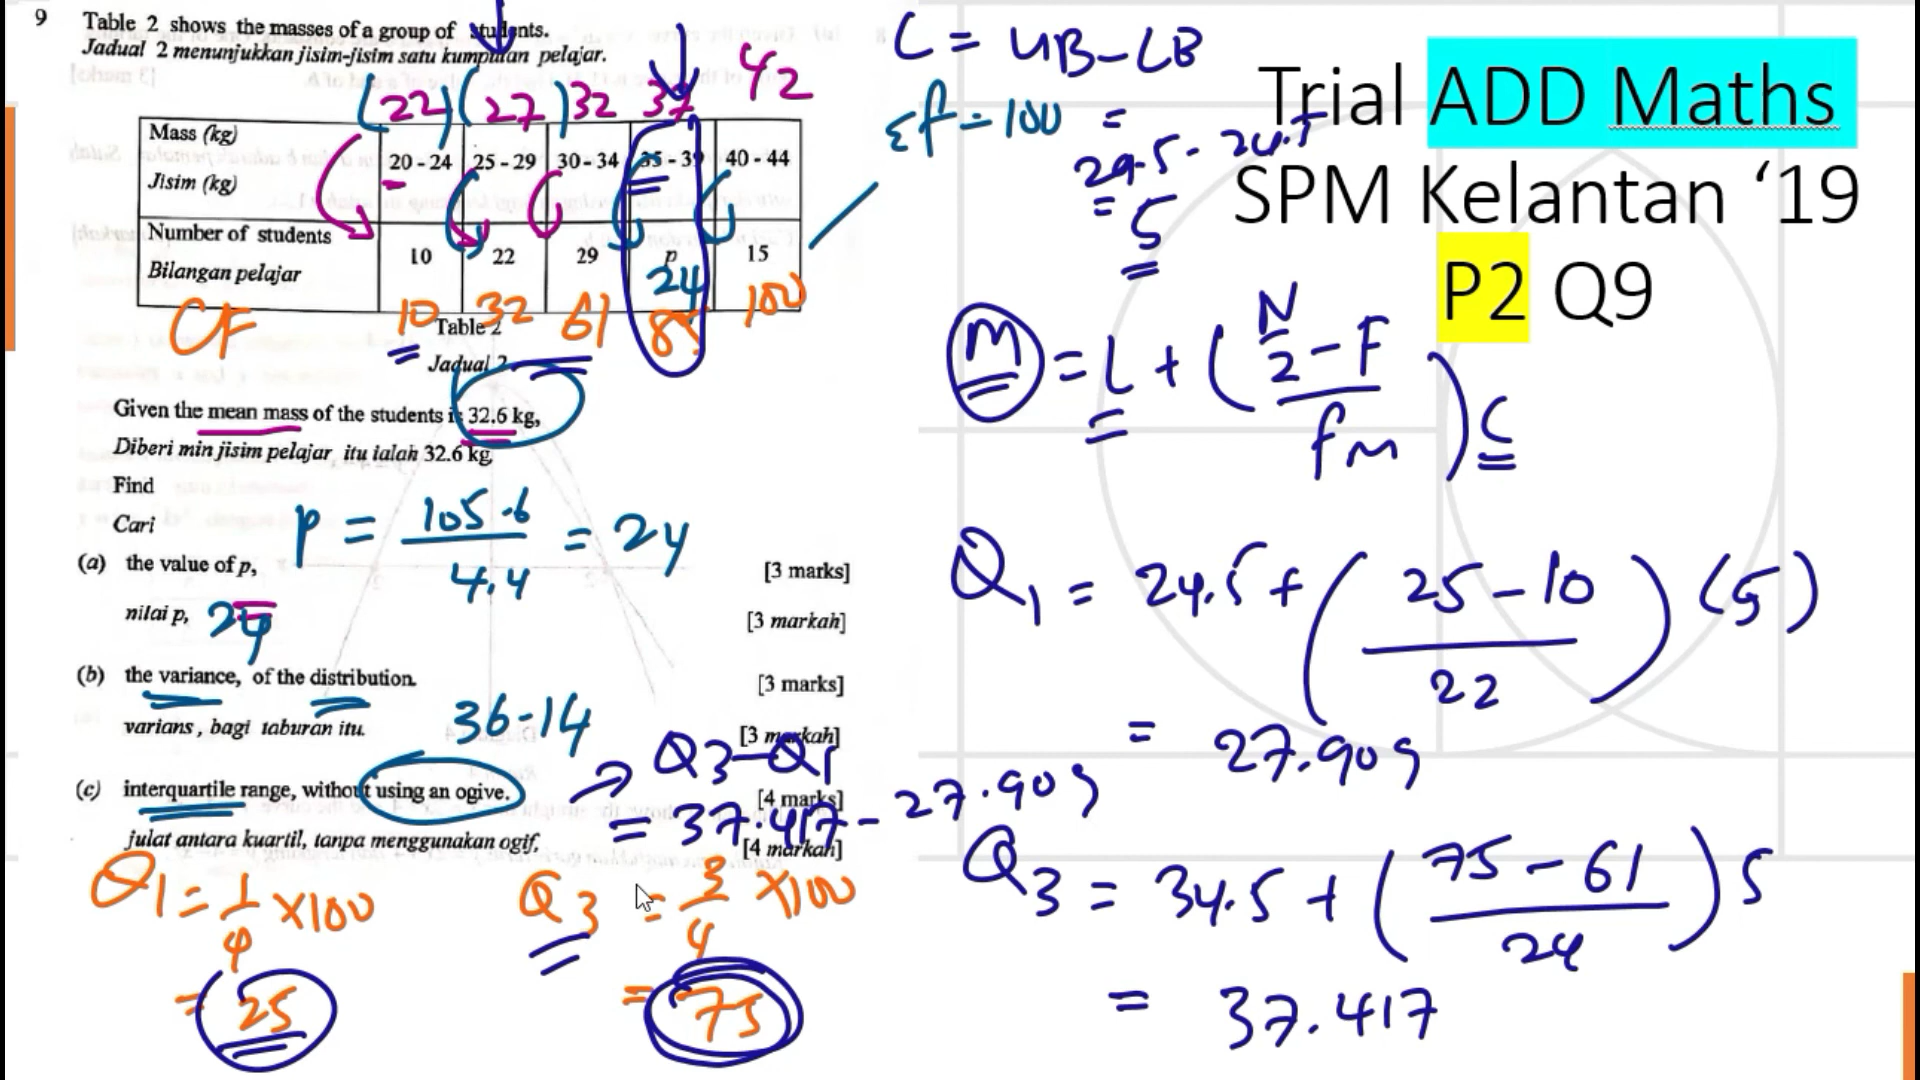 9 Table 2 shows the masses of a group of students.
Jadual 2 menunjukkan jisim-jisim satu kumpulan pelajar.
22 27 32 37 42
Mass (kg)
Jisim (kg)
20 - 24 25 - 29 30 - 34 35 - 39 40 - 44
Number of students
Bilangan pelajar
10 22 29 p 15
24
CF 10 32 61 85 100
Table 2
Jadual 2
Given the mean mass of the students is 32.6 kg,
Diberi min jisim pelajar itu ialah 32.6 kg
Find
Cari
P = 105.6 / 4.4 = 24
(a) the value of p, [3 marks]
nilai p, 24 [3 markah]
(b) the variance, of the distribution. [3 marks]
varians , bagi taburan itu. 36.14 [3 markah]
(c) interquartile range, without using an ogive. [4 marks]
julat antara kuartil, tanpa menggunakan ogif, [4 markah]
Q3 - Q1
= 37.417 - 27.909
Q1 = 1/4 x100
= 25
Q3 = 3/4 x100
= 75
C = UB - LB
Σf = 100
= 29.5 - 24.5
= 5
Trial ADD Maths
SPM Kelantan ‘19
P2 Q9
M = L + (N/2 - F / fm) C
Q1 = 24.5 + (25 - 10 / 22) (5)
= 27.909
Q3 = 34.5 + (75 - 61 / 24) 5
= 37.417